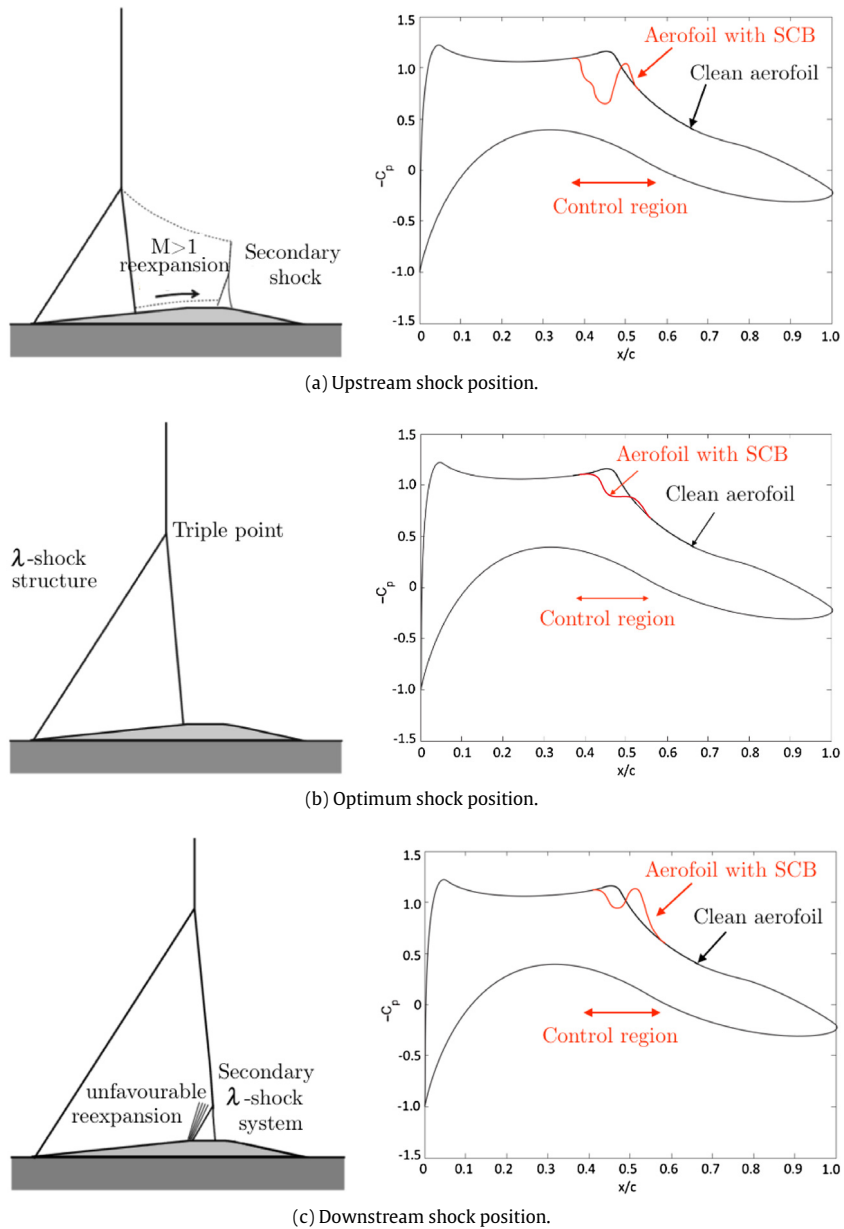 M>1
reexpansion
Secondary
shock
1.5
1.0
0.5
0
-0.5
-1.0
-1.5
-Cp
Aerofoil with SCB
Clean aerofoil
Control region
0 0.1 0.2 0.3 0.4 0.5 0.6 0.7 0.8 0.9 1.0
x/c
(a) Upstream shock position.
λ-shock
structure
Triple point
1.5
1.0
0.5
0
-0.5
-1.0
-1.5
-Cp
Aerofoil with SCB
Clean aerofoil
Control region
0 0.1 0.2 0.3 0.4 0.5 0.6 0.7 0.8 0.9 1.0
x/c
(b) Optimum shock position.
unfavourable
reexpansion
Secondary
λ-shock
system
1.5
1.0
0.5
0
-0.5
-1.0
-1.5
-Cp
Aerofoil with SCB
Clean aerofoil
Control region
0 0.1 0.2 0.3 0.4 0.5 0.6 0.7 0.8 0.9 1.0
x/c
(c) Downstream shock position.